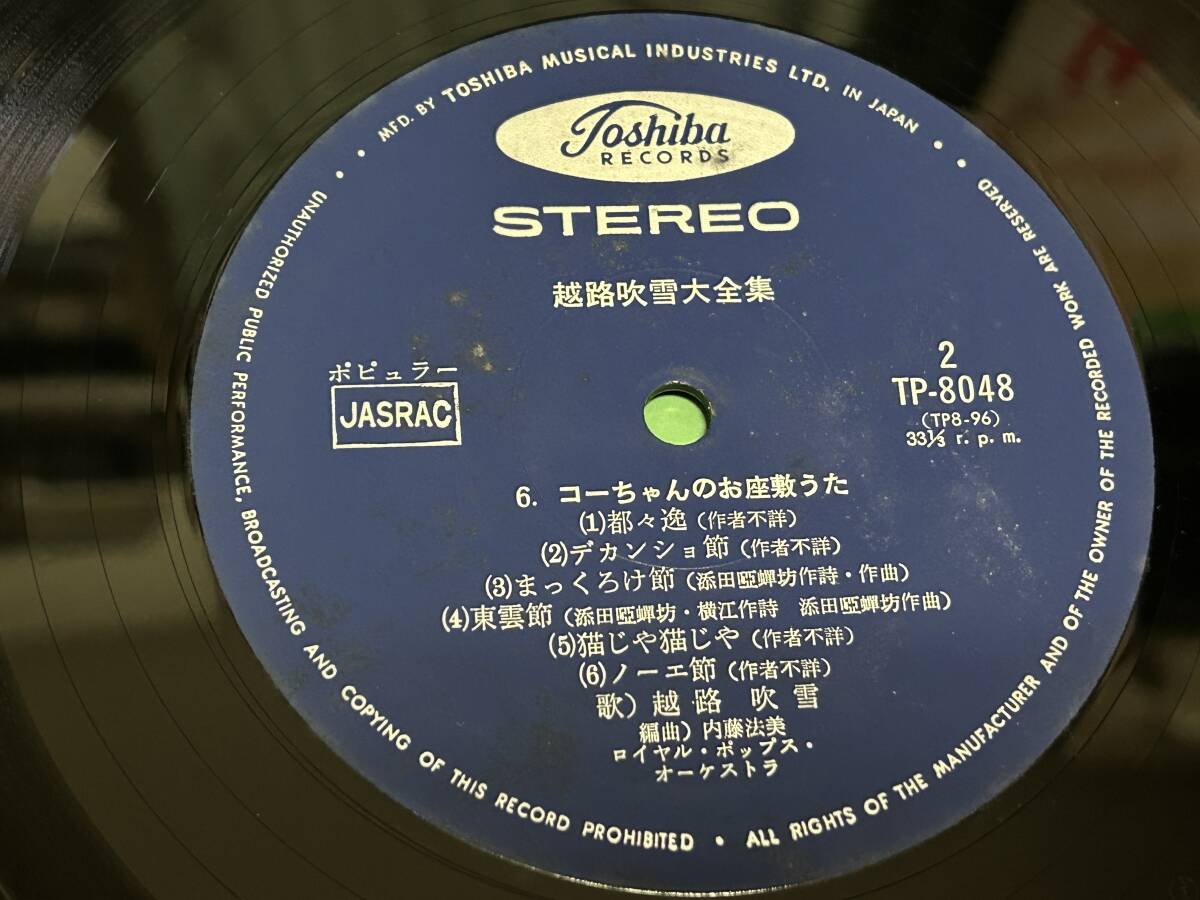 MFD. BY TOSHIBA MUSICAL INDUSTRIES LTD. IN JAPAN
Toshiba
RECORDS
STEREO
越路吹雪大全集
ポピュラー
JASRAC
2
TP-8048
(TP8-96)
33⅓ r. p. m.
6. コーちゃんのお座敷うた
(1)都々逸(作者不詳)
(2)デカンショ節(作者不詳)
(3)まっくろけ節(添田啞蟬坊作詩・作曲)
(4)東雲節(添田啞蟬坊・横江作詩 添田啞蟬坊作曲)
(5)猫じゃ猫じゃ(作者不詳)
(6)ノーエ節(作者不詳)
歌)越路 吹雪
編曲)内藤法美
ロイヤル・ポップス・
オーケストラ
UNAUTHORIZED PUBLIC PERFORMANCE, BROADCASTING AND COPYING OF THIS RECORD PROHIBITED • ALL RIGHTS OF THE MANUFACTURER AND OF THE OWNER OF THE RECORDED WORK ARE RESERVED